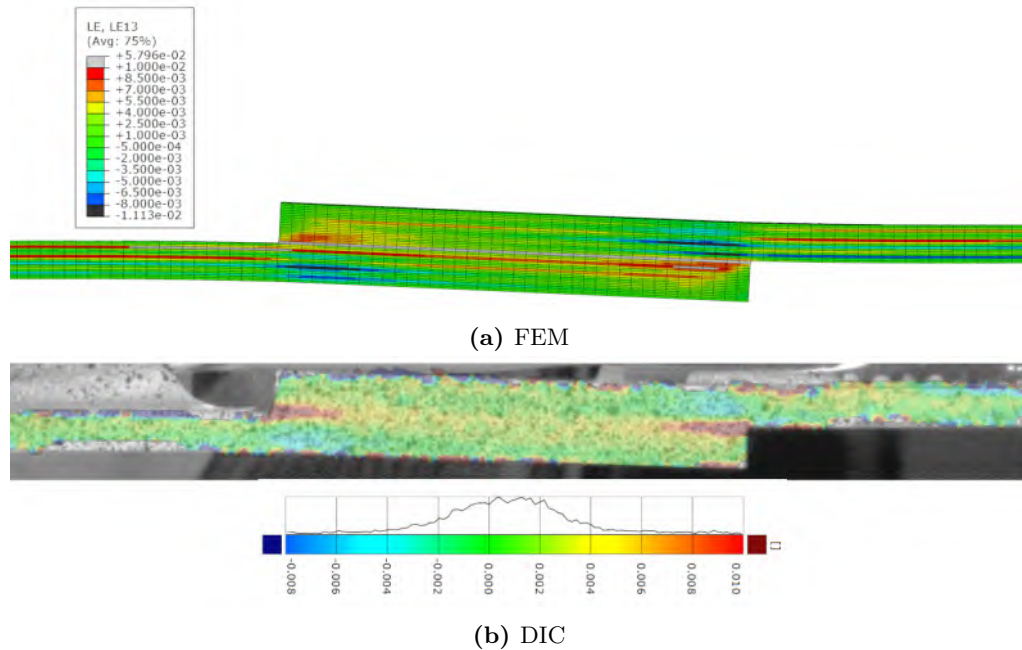 LE, LE13
(Avg: 75%)
+5.796e-02
+1.000e-02
+8.500e-03
+7.000e-03
+5.500e-03
+4.000e-03
+2.500e-03
+1.000e-03
-5.000e-04
-2.000e-03
-3.500e-03
-5.000e-03
-6.500e-03
-8.000e-03
-1.113e-02
(a) FEM
-0.008
-0.006
-0.004
-0.002
0.000
0.002
0.004
0.006
0.008
0.010
(b) DIC